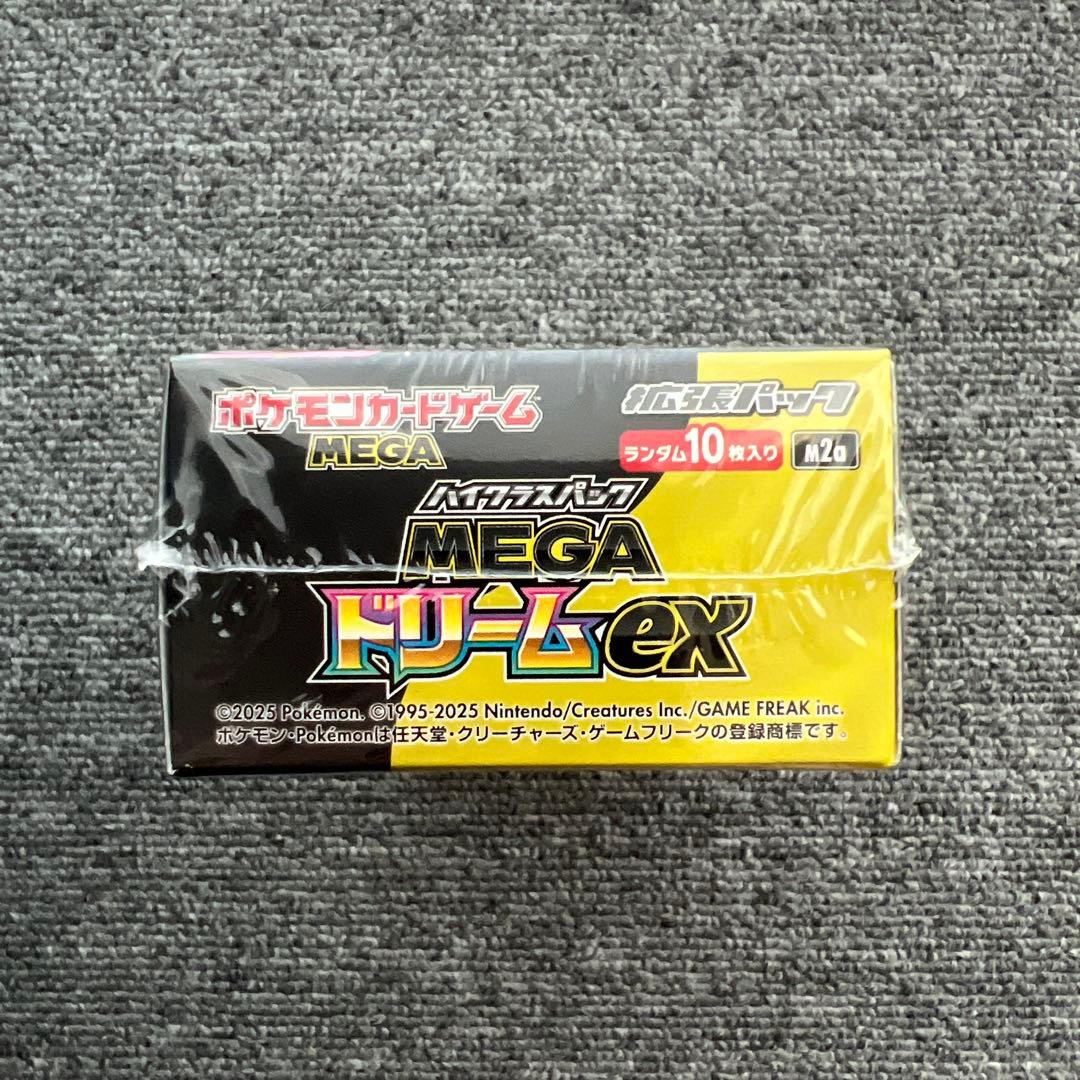 ポケモンカードゲーム
MEGA
拡張パック
ランダム10枚入り M2a
ハイクラスパック
MEGA
ドリームex
©2025 Pokémon. ©1995-2025 Nintendo/Creatures Inc./GAME FREAK inc.
ポケモン・Pokémonは任天堂・クリーチャーズ・ゲームフリークの登録商標です。